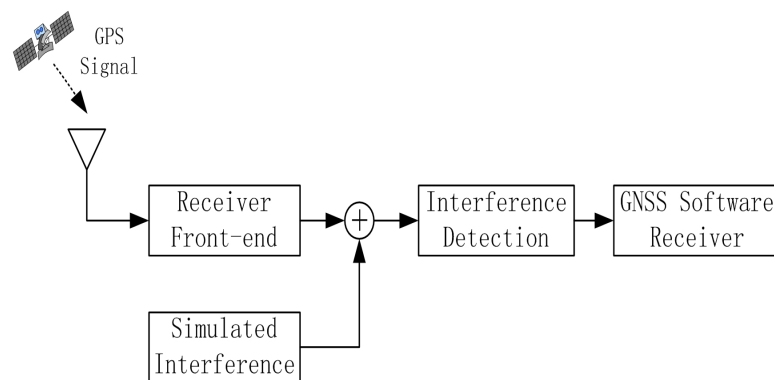 GPS
Signal
Receiver
Front-end
+
Interference
Detection
GNSS Software
Receiver
Simulated
Interference